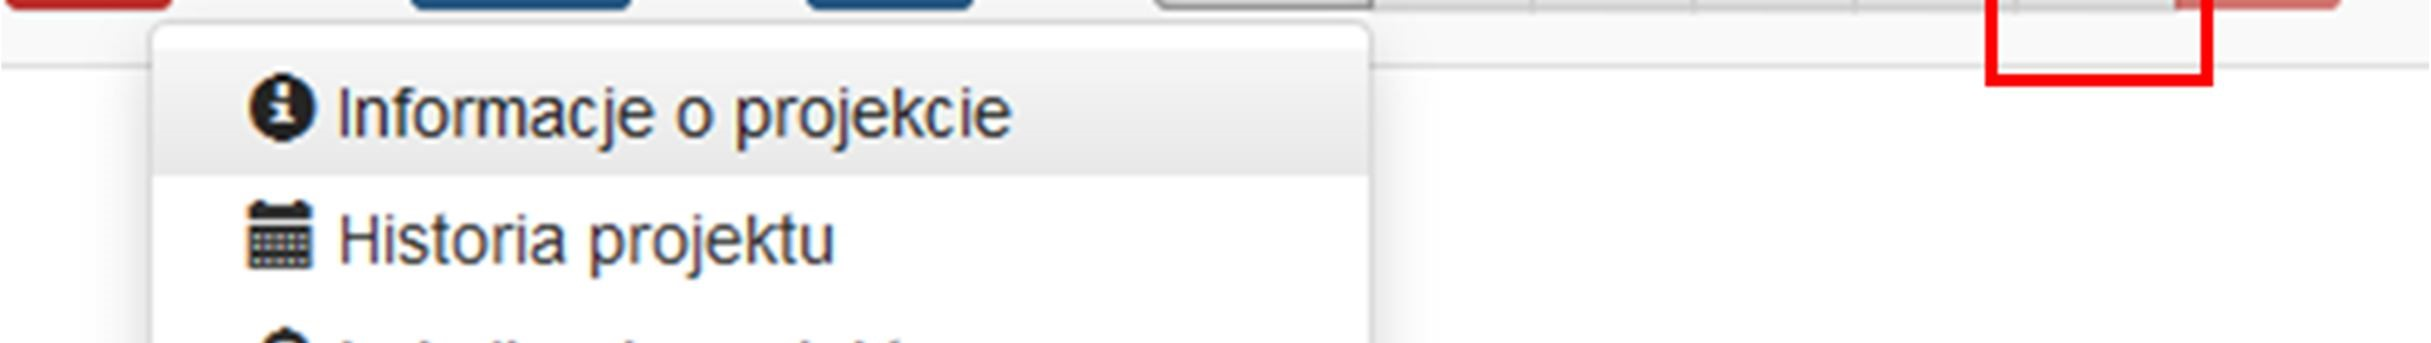 Informacje o projekcie
Historia projektu